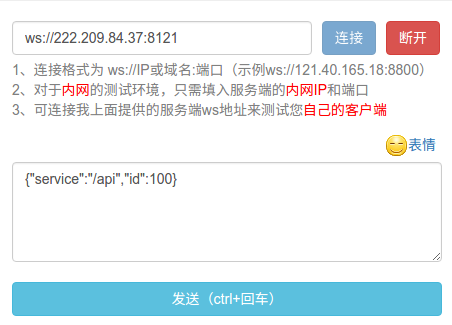 ws://222.209.84.37:8121 连接 断开
1、连接格式为 ws://IP或域名:端口（示例ws://121.40.165.18:8800）
2、对于内网的测试环境，只需填入服务端的内网IP和端口
3、可连接我上面提供的服务端ws地址来测试您自己的客户端
表情
{"service":"/api","id":100}
发送（ctrl+回车）